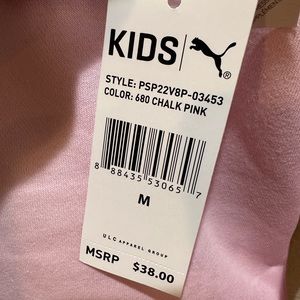 KIDS
STYLE: PSP22V8P-03453
COLOR: 680 CHALK PINK
8 88435 53065 7
M
ULC APPAREL GROUP
MSRP $38.00